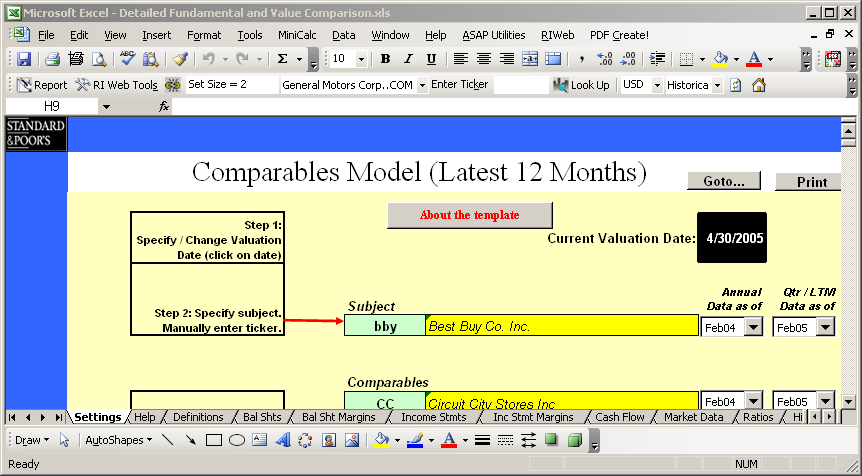 Microsoft Excel - Detailed Fundamental and Value Comparison.xls
File Edit View Insert Format Tools MiniCalc Data Window Help ASAP Utilities RIWeb PDF Create!
ABC Σ 10 B I U
Report RI Web Tools Set Size = 2 General Motors Corp..COM Enter Ticker Look Up USD Historica
H9 fx
STANDARD
&POOR'S
Comparables Model (Latest 12 Months)
Goto... Print
About the template
Step 1:
Specify / Change Valuation
Date (click on date)
Current Valuation Date: 4/30/2005
Annual
Data as of
Qtr / LTM
Data as of
Step 2: Specify subject.
Manually enter ticker.
Subject
bby Best Buy Co. Inc. Feb04 Feb05
Comparables
CC Circuit City Stores Inc Feb04 Feb05
Settings Help Definitions Bal Shts Bal Sht Margins Income Stmts Inc Stmt Margins Cash Flow Market Data Ratios Hi
Draw AutoShapes A A
Ready NUM